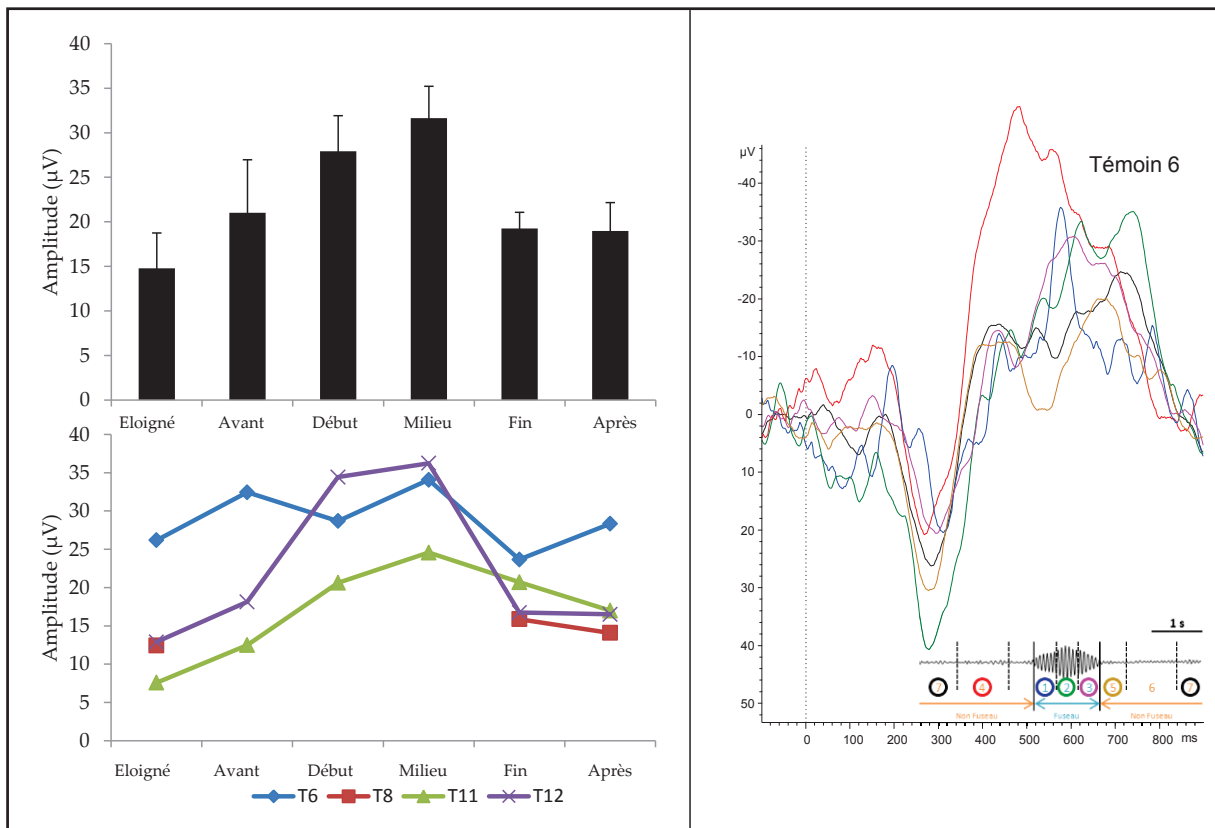 40
35
30
25
20
15
10
5
0
Amplitude (µV)
Eloigné Avant Début Milieu Fin Après
40
35
30
25
20
15
10
5
0
Amplitude (µV)
Eloigné Avant Début Milieu Fin Après
T6 T8 T11 T12
µV
Témoin 6
-40
-30
-20
-10
0
10
20
30
40
50
1 s
7 4 1 2 3 5 6 7
Non Fuseau Fuseau Non Fuseau
0 100 200 300 400 500 600 700 800 ms